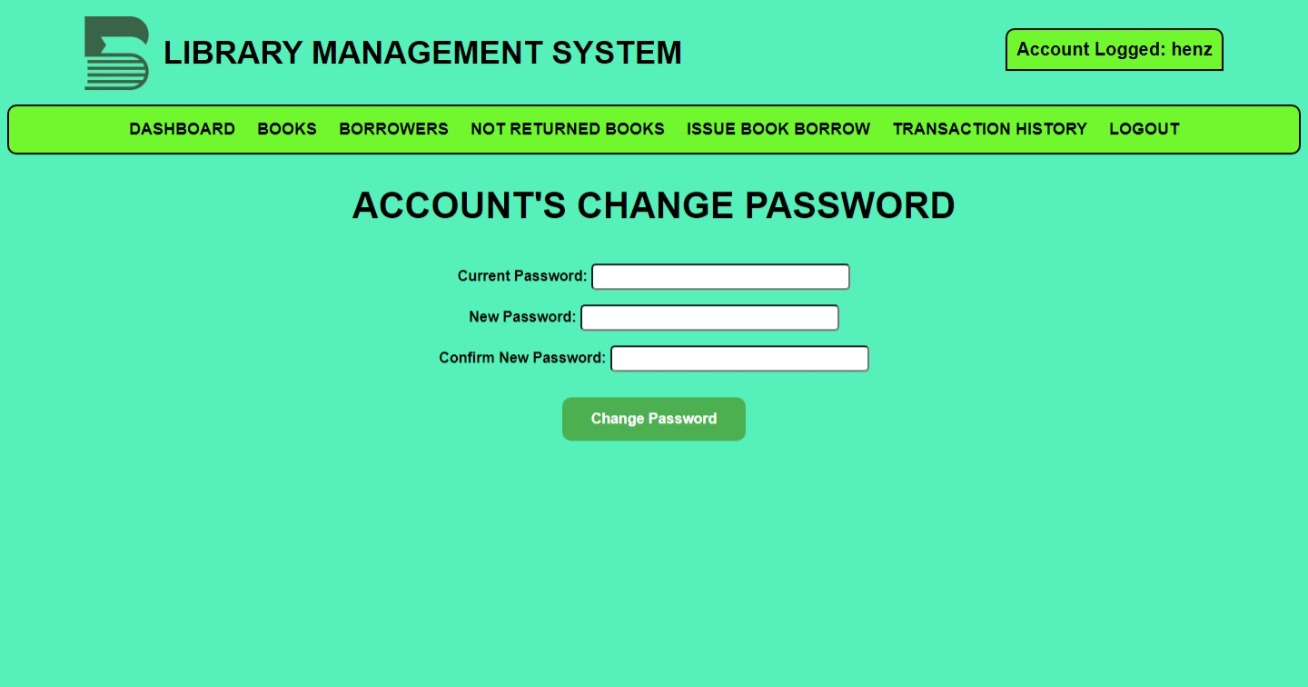 LIBRARY MANAGEMENT SYSTEM
Account Logged: henz
DASHBOARD BOOKS BORROWERS NOT RETURNED BOOKS ISSUE BOOK BORROW TRANSACTION HISTORY LOGOUT
ACCOUNT'S CHANGE PASSWORD
Current Password:
New Password:
Confirm New Password:
Change Password